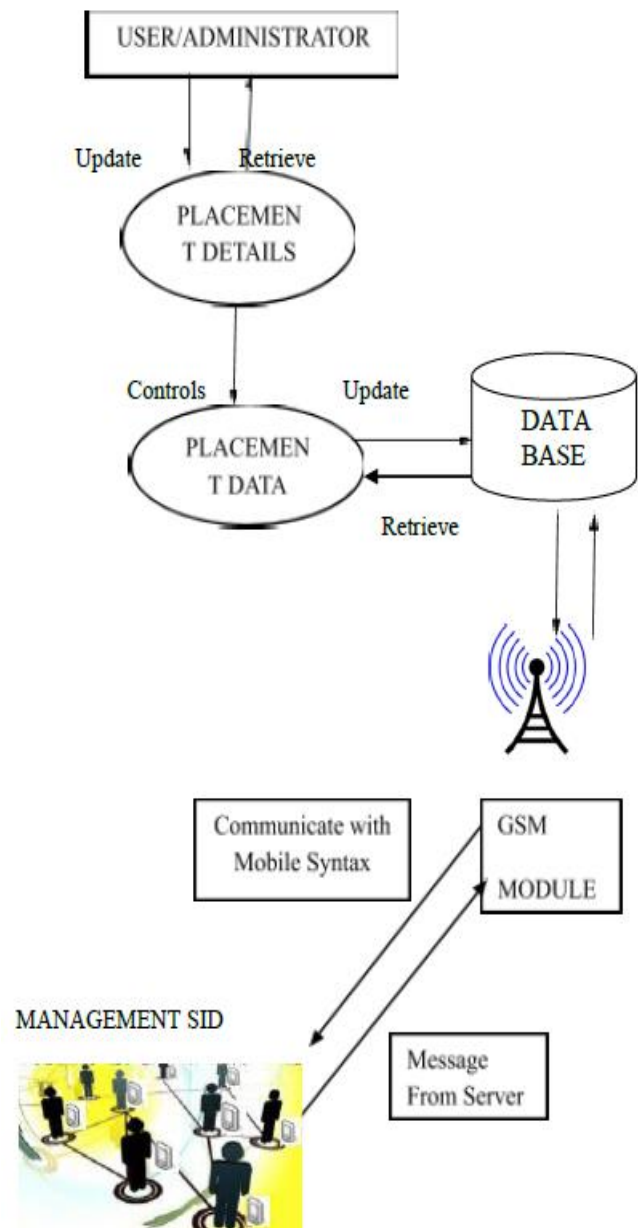 USER/ADMINISTRATOR
Update
Retrieve
PLACEMEN
T DETAILS
Controls
Update
PLACEMEN
T DATA
DATA
BASE
Retrieve
Communicate with
Mobile Syntax
GSM
MODULE
MANAGEMENT SID
Message
From Server